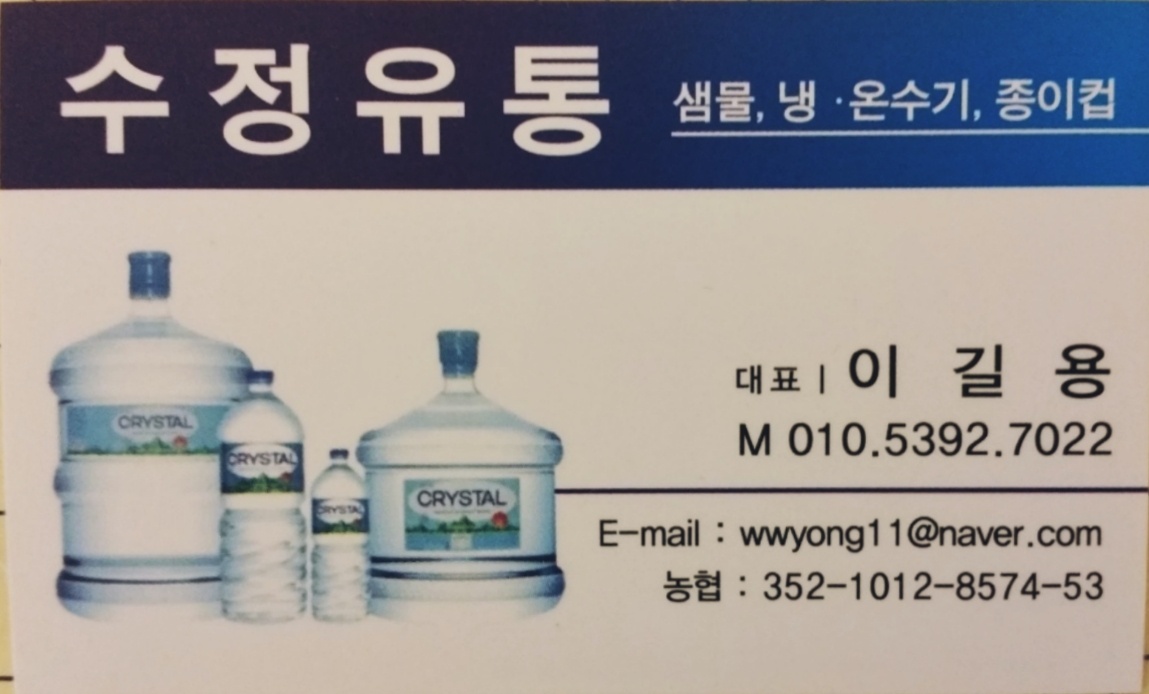 수정유통 샘물, 냉·온수기, 종이컵
대표 | 이 길 용
M 010.5392.7022
E-mail : wwyong11@naver.com
농협 : 352-1012-8574-53
CRYSTAL
CRYSTAL
CRYSTAL
CRYSTAL